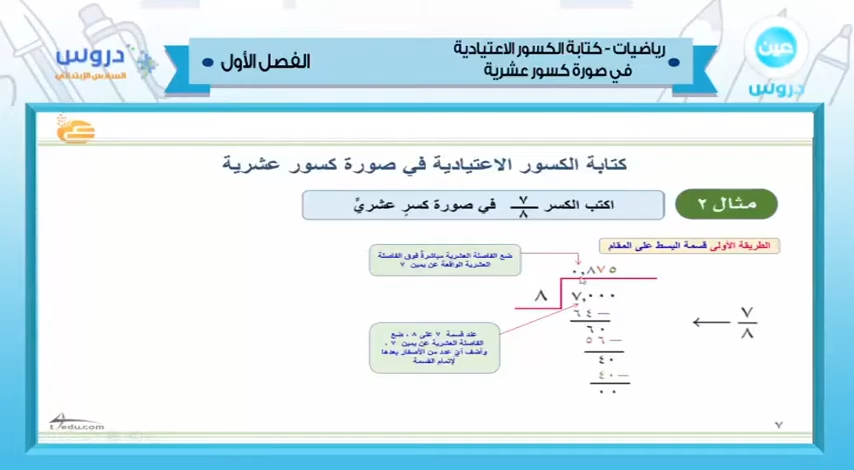 رياضيات - كتابة الكسور الاعتيادية
في صورة كسور عشرية
الفصل الأول
عين
دروس
دروس
السادس الابتدائي
كتابة الكسور الاعتيادية في صورة كسور عشرية
مثال ٢
اكتب الكسر ٧/٨ في صورة كسرٍ عشريٍّ
الطريقة الأولى قسمة البسط على المقام
ضع الفاصلة العشرية مباشرةً فوق الفاصلة
العشرية الواقعة عن يمين ٧
٠,٨٧٥
٨
٧,٠٠٠
٦٤ −
٦٠
٥٦ −
٤٠
٤٠ −
٠٠
٧/٨ ←
عند قسمة ٧ على ٨ ، ضع
الفاصلة العشرية عن يمين ٧ ،
وأضف أيّ عدد من الأصفار بعدها
لإتمام القسمة
t4edu.com
٧